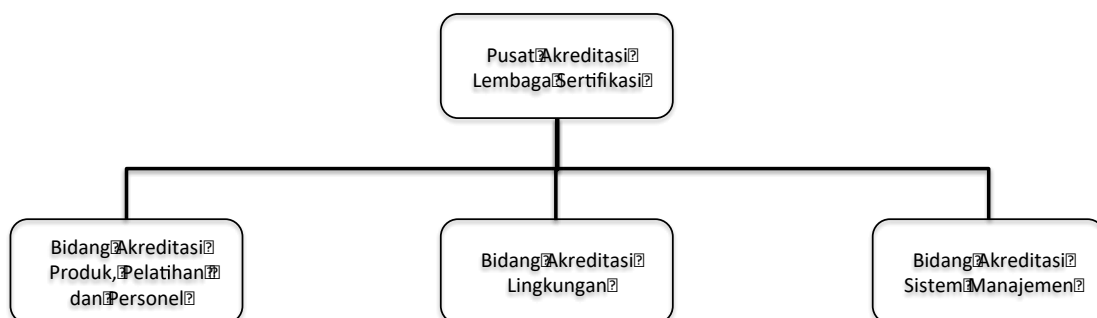 Pusat Akreditasi
Lembaga Sertifikasi
Bidang Akreditasi
Produk, Pelatihan
dan Personel
Bidang Akreditasi
Lingkungan
Bidang Akreditasi
Sistem Manajemen